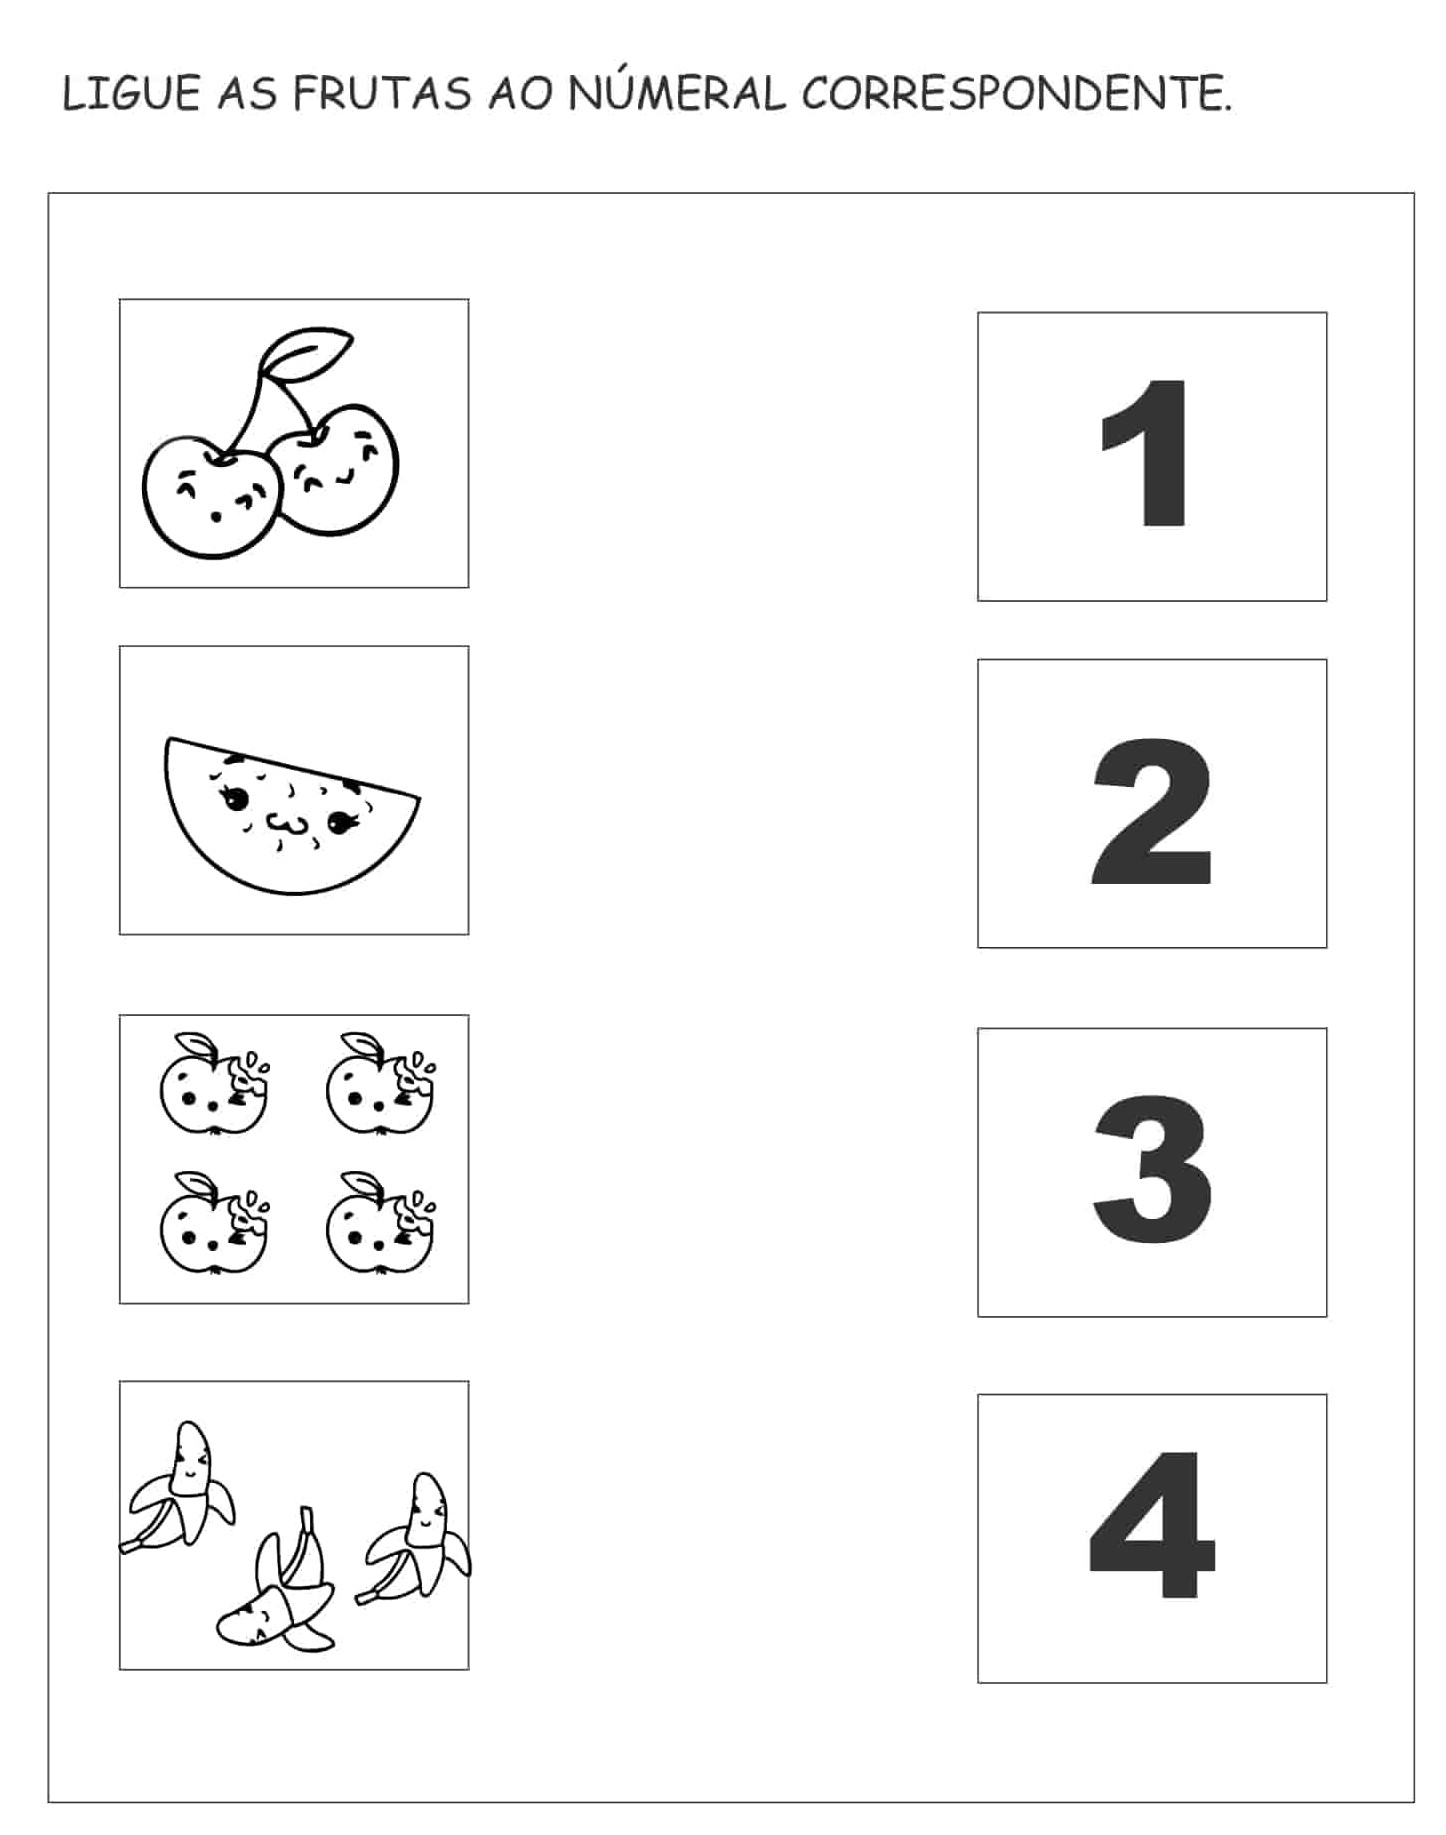 LIGUE AS FRUTAS AO NÚMERAL CORRESPONDENTE.
1
2
3
4